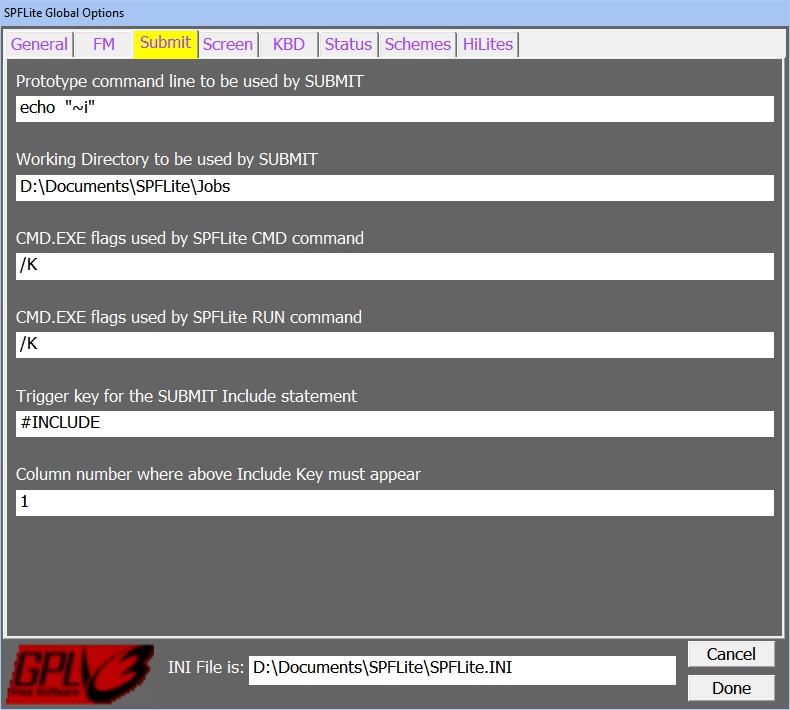 SPFLite Global Options
General FM Submit Screen KBD Status Schemes HiLites
Prototype command line to be used by SUBMIT
echo  "~i"
Working Directory to be used by SUBMIT
D:\Documents\SPFLite\Jobs
CMD.EXE flags used by SPFLite CMD command
/K
CMD.EXE flags used by SPFLite RUN command
/K
Trigger key for the SUBMIT Include statement
#INCLUDE
Column number where above Include Key must appear
1
GPLv3
Free Software
INI File is: D:\Documents\SPFLite\SPFLite.INI
Cancel
Done